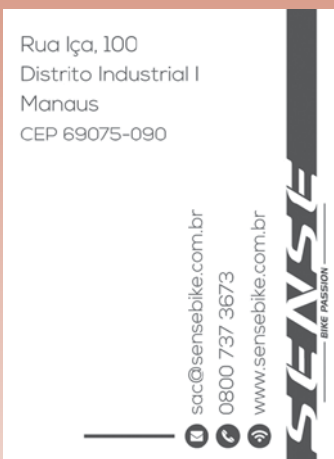 Rua Iça, 100
Distrito Industrial I
Manaus
CEP 69075-090
sac@sensebike.com.br
0800 737 3673
www.sensebike.com.br
SENSE
BIKE PASSION